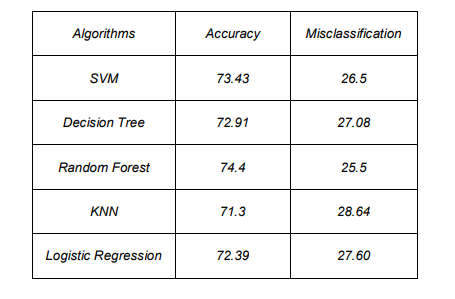 Algorithms Accuracy Misclassification
SVM 73.43 26.5
Decision Tree 72.91 27.08
Random Forest 74.4 25.5
KNN 71.3 28.64
Logistic Regression 72.39 27.60